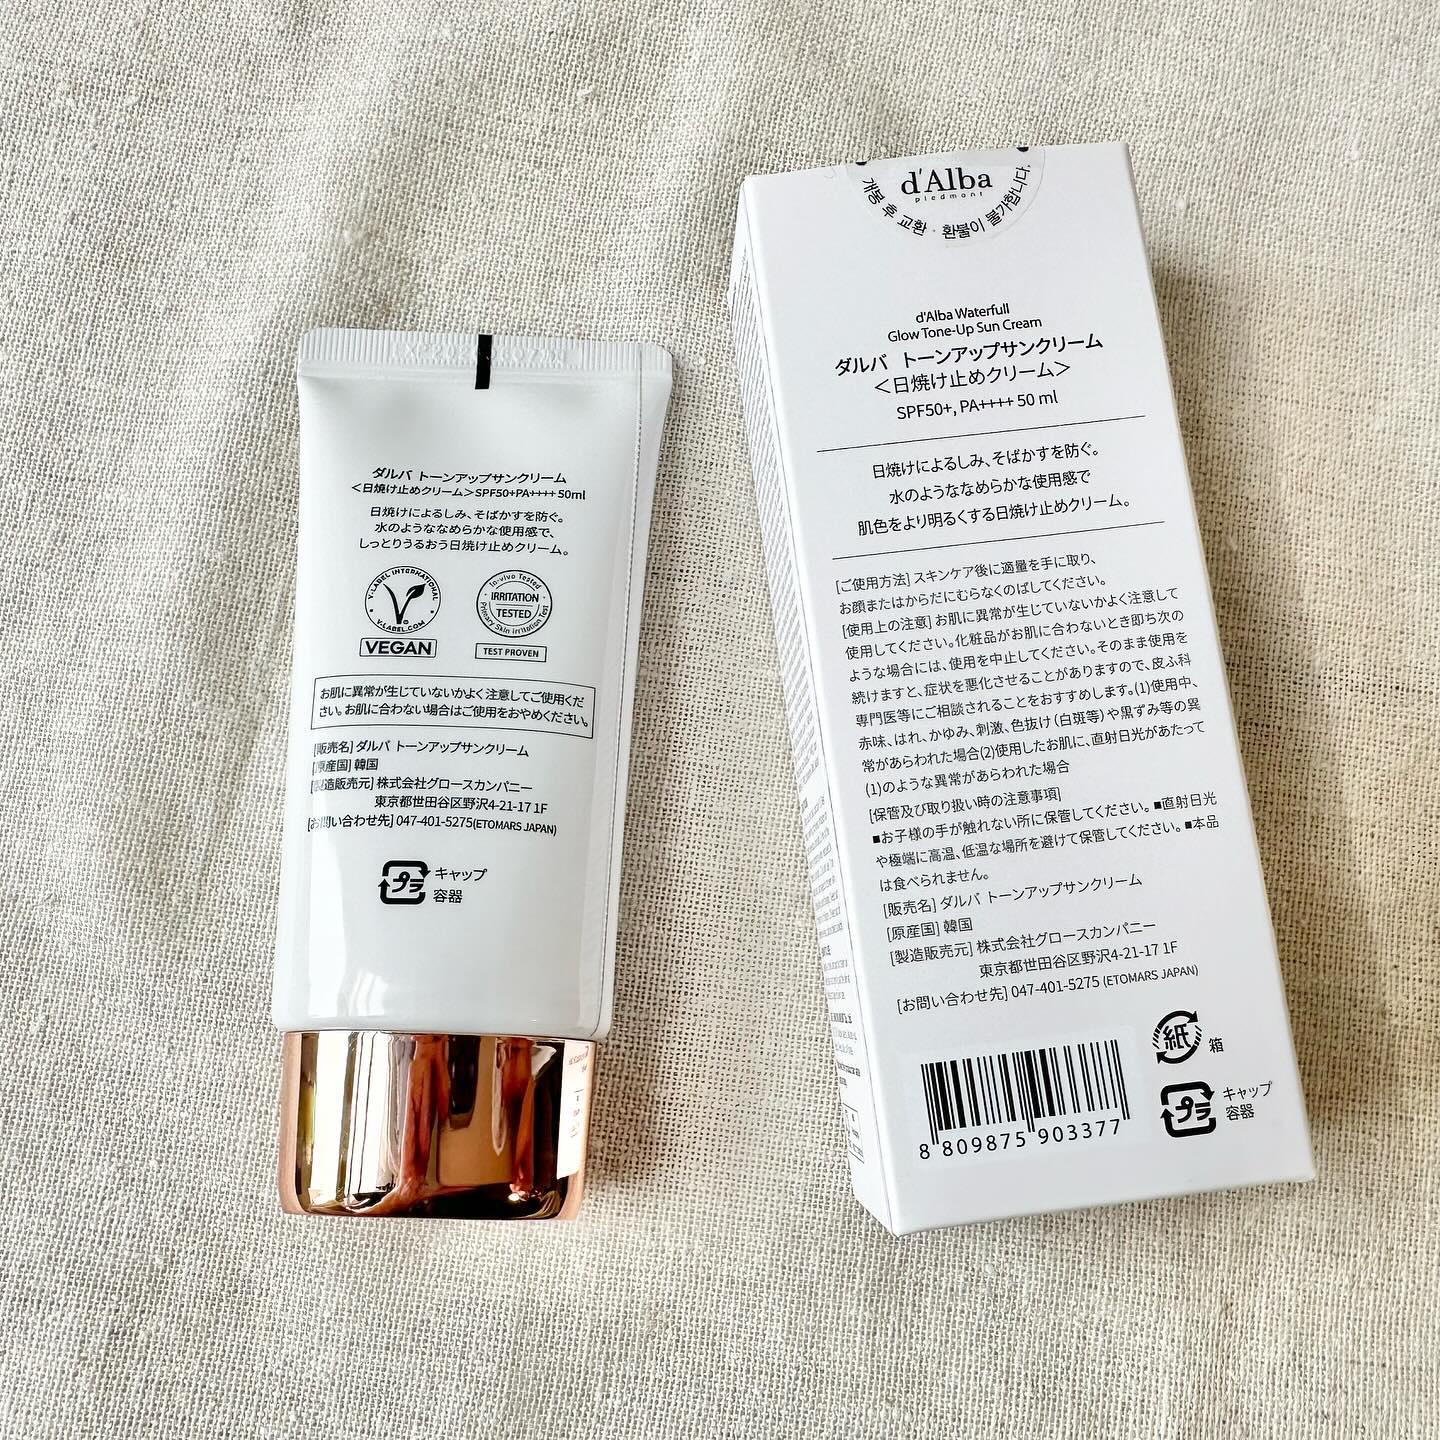 ダルバ トーンアップサンクリーム
＜日焼け止めクリーム＞SPF50+PA++++ 50ml
日焼けによるしみ、そばかすを防ぐ。
水のようななめらかな使用感で、
しっとりうるおう日焼け止めクリーム。
V-LABEL INTERNATIONAL
V-LABEL.COM
VEGAN
In-vivo Tested
IRRITATION
TESTED
Primary Skin Irritation Test
TEST PROVEN
お肌に異常が生じていないかよく注意してご使用くだ
さい。お肌に合わない場合はご使用をおやめください。
[販売名] ダルバ トーンアップサンクリーム
[原産国] 韓国
[製造販売元] 株式会社グロースカンパニー
東京都世田谷区野沢4-21-17 1F
[お問い合わせ先] 047-401-5275(ETOMARS JAPAN)
プラ
キャップ
容器
d'Alba
piedmont
개봉 후 교환 · 환불이 불가합니다.
d'Alba Waterfull
Glow Tone-Up Sun Cream
ダルバ トーンアップサンクリーム
＜日焼け止めクリーム＞
SPF50+, PA++++ 50 ml
日焼けによるしみ、そばかすを防ぐ。
水のようななめらかな使用感で
肌色をより明るくする日焼け止めクリーム。
[ご使用方法] スキンケア後に適量を手に取り、
お顔またはからだにむらなくのばしてください。
[使用上の注意] お肌に異常が生じていないかよく注意して
使用してください。化粧品がお肌に合わないとき即ち次の
ような場合には、使用を中止してください。そのまま使用を
続けますと、症状を悪化させることがありますので、皮ふ科
専門医等にご相談されることをおすすめします。(1)使用中、
赤味、はれ、かゆみ、刺激、色抜け(白斑等)や黒ずみ等の異
常があらわれた場合(2)使用したお肌に、直射日光があたって
(1)のような異常があらわれた場合
[保管及び取り扱い時の注意事項]
■お子様の手が触れない所に保管してください。■直射日光
や極端に高温、低温な場所を避けて保管してください。■本品
は食べられません。
[販売名] ダルバ トーンアップサンクリーム
[原産国] 韓国
[製造販売元] 株式会社グロースカンパニー
東京都世田谷区野沢4-21-17 1F
[お問い合わせ先] 047-401-5275 (ETOMARS JAPAN)
紙
箱
プラ
キャップ
容器
8 809875 903377